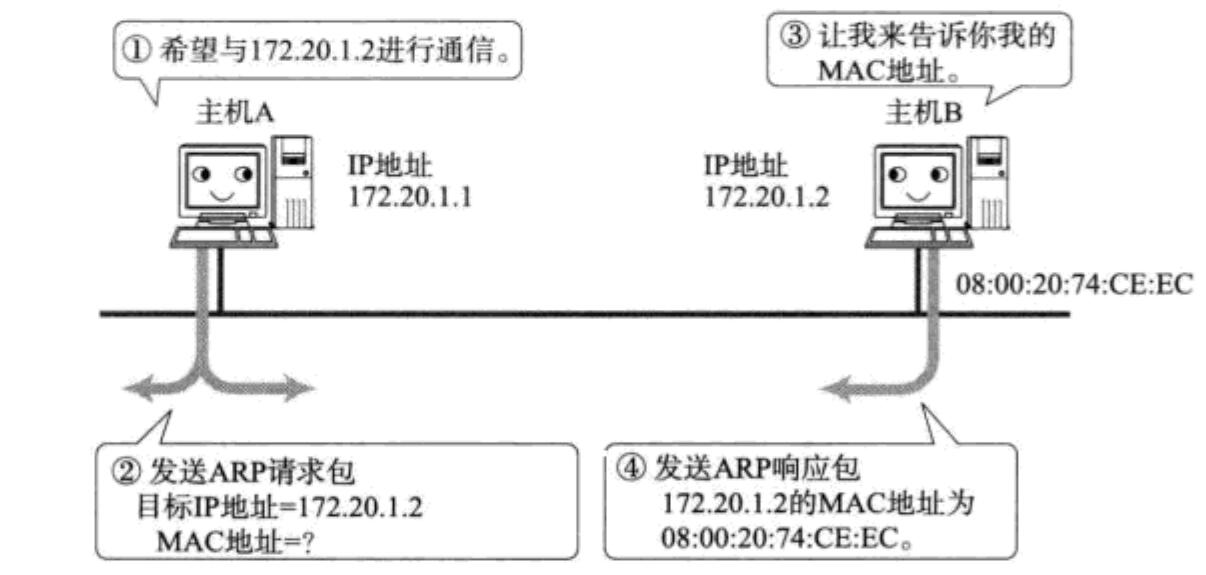 ① 希望与172.20.1.2进行通信。
③ 让我来告诉你我的
MAC地址。
主机A
主机B
IP地址
172.20.1.1
IP地址
172.20.1.2
08:00:20:74:CE:EC
② 发送ARP请求包
目标IP地址=172.20.1.2
MAC地址=?
④ 发送ARP响应包
172.20.1.2的MAC地址为
08:00:20:74:CE:EC。